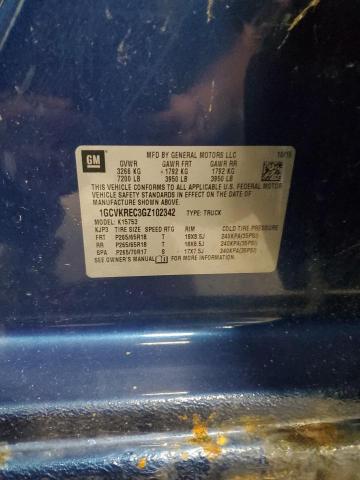 GM
MFD BY GENERAL MOTORS LLC
10/15
GVWR GAWR FRT GAWR RR
3266 KG 1792 KG 1792 KG
7200 LB 3950 LB 3950 LB
THIS VEHICLE CONFORMS TO ALL APPLICABLE U.S. FEDERAL MOTOR
VEHICLE SAFETY STANDARDS IN EFFECT ON THE DATE OF
MANUFACTURE SHOWN ABOVE.
1GCVKREC3GZ102342 TYPE: TRUCK
MODEL: K15753
KJP3 TIRE SIZE SPEED RTG RIM COLD TIRE PRESSURE
FRT P265/65R18 T 18X8.5J 240KPA(35PSI)
RR P265/65R18 T 18X8.5J 240KPA(35PSI)
SPA P265/70R17 S 17X7.5J 240KPA(35PSI)
SEE OWNER'S MANUAL FOR ADDITIONAL INFORMATION